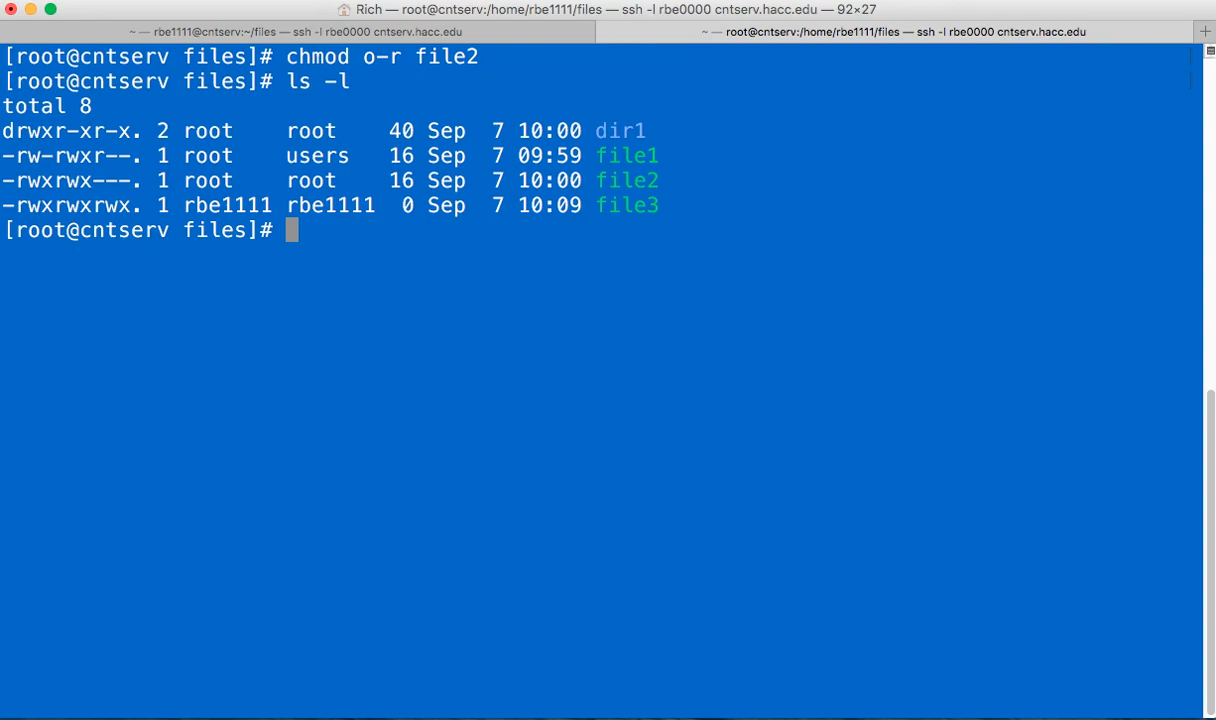 Rich — root@cntserv:/home/rbe1111/files — ssh -l rbe0000 cntserv.hacc.edu — 92×27
~ — rbe1111@cntserv:~/files — ssh -l rbe0000 cntserv.hacc.edu
~ — root@cntserv:/home/rbe1111/files — ssh -l rbe0000 cntserv.hacc.edu
[root@cntserv files]# chmod o-r file2
[root@cntserv files]# ls -l
total 8
drwxr-xr-x. 2 root    root    40 Sep  7 10:00 dir1
-rw-rwxr--. 1 root    users   16 Sep  7 09:59 file1
-rwxrwx---. 1 root    root    16 Sep  7 10:00 file2
-rwxrwxrwx. 1 rbe1111 rbe1111  0 Sep  7 10:09 file3
[root@cntserv files]#